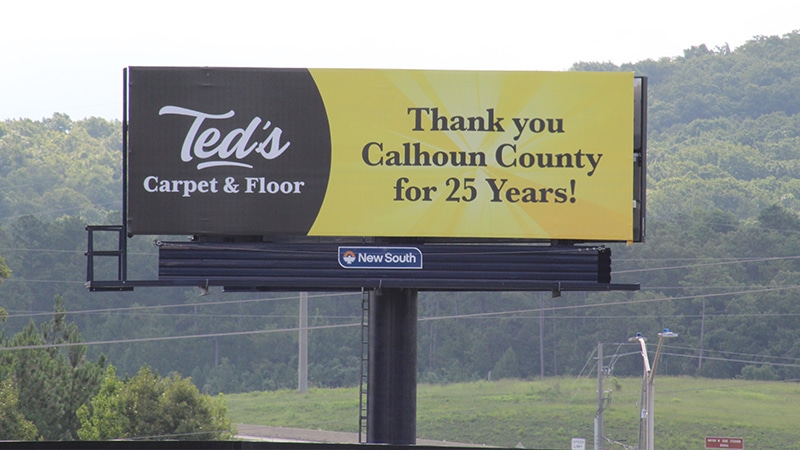 Ted's
Carpet & Floor
Thank you
Calhoun County
for 25 Years!
New South